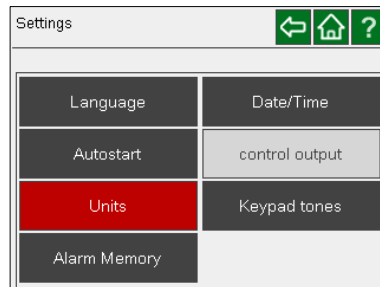 Settings
?
Language
Date/Time
Autostart
control output
Units
Keypad tones
Alarm Memory